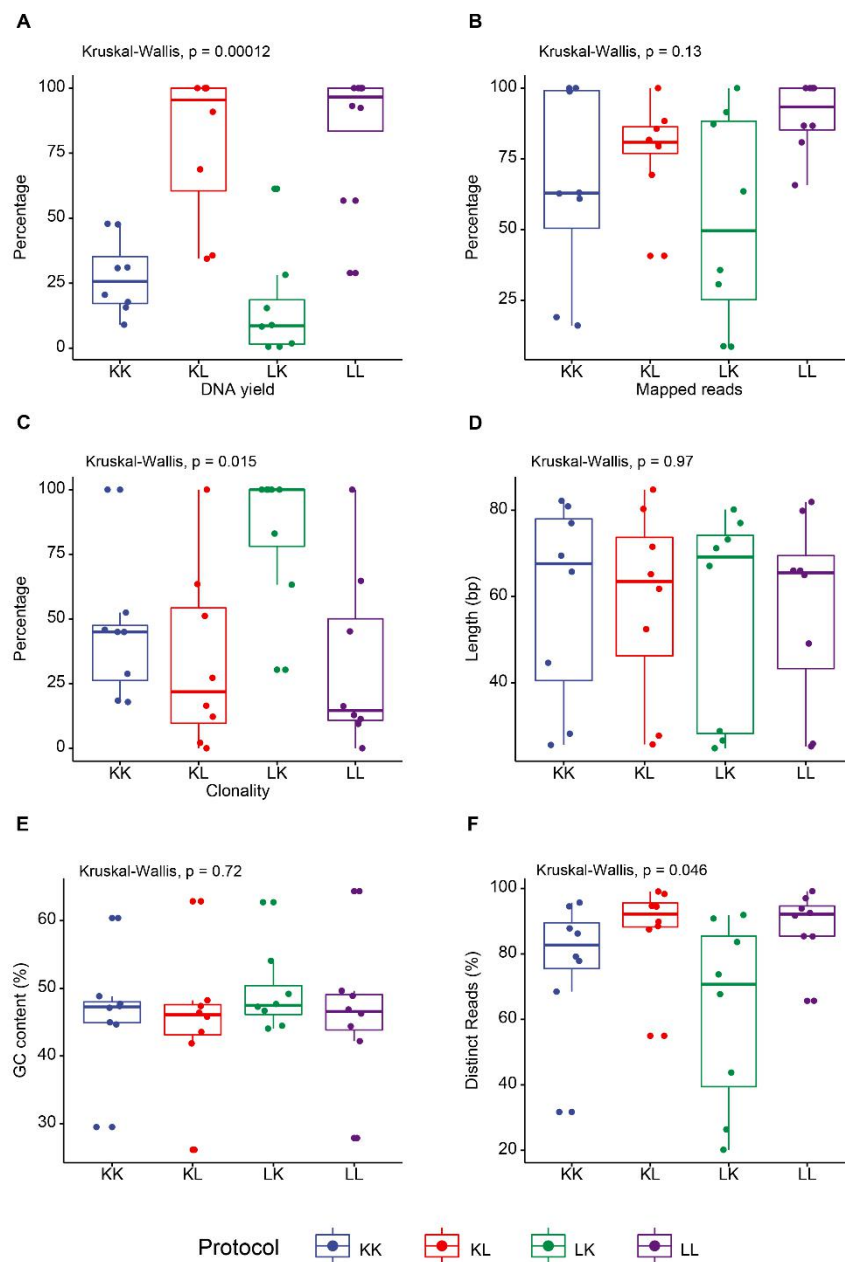 A
Kruskal-Wallis, p = 0.00012
100
75
50
25
0
Percentage
KK KL LK LL
DNA yield
B
Kruskal-Wallis, p = 0.13
100
75
50
25
Percentage
KK KL LK LL
Mapped reads
C
Kruskal-Wallis, p = 0.015
100
75
50
25
0
Percentage
KK KL LK LL
Clonality
D
Kruskal-Wallis, p = 0.97
80
60
40
Length (bp)
KK KL LK LL
E
Kruskal-Wallis, p = 0.72
60
50
40
30
GC content (%)
KK KL LK LL
F
Kruskal-Wallis, p = 0.046
100
80
60
40
20
Distinct Reads (%)
KK KL LK LL
Protocol KK KL LK LL